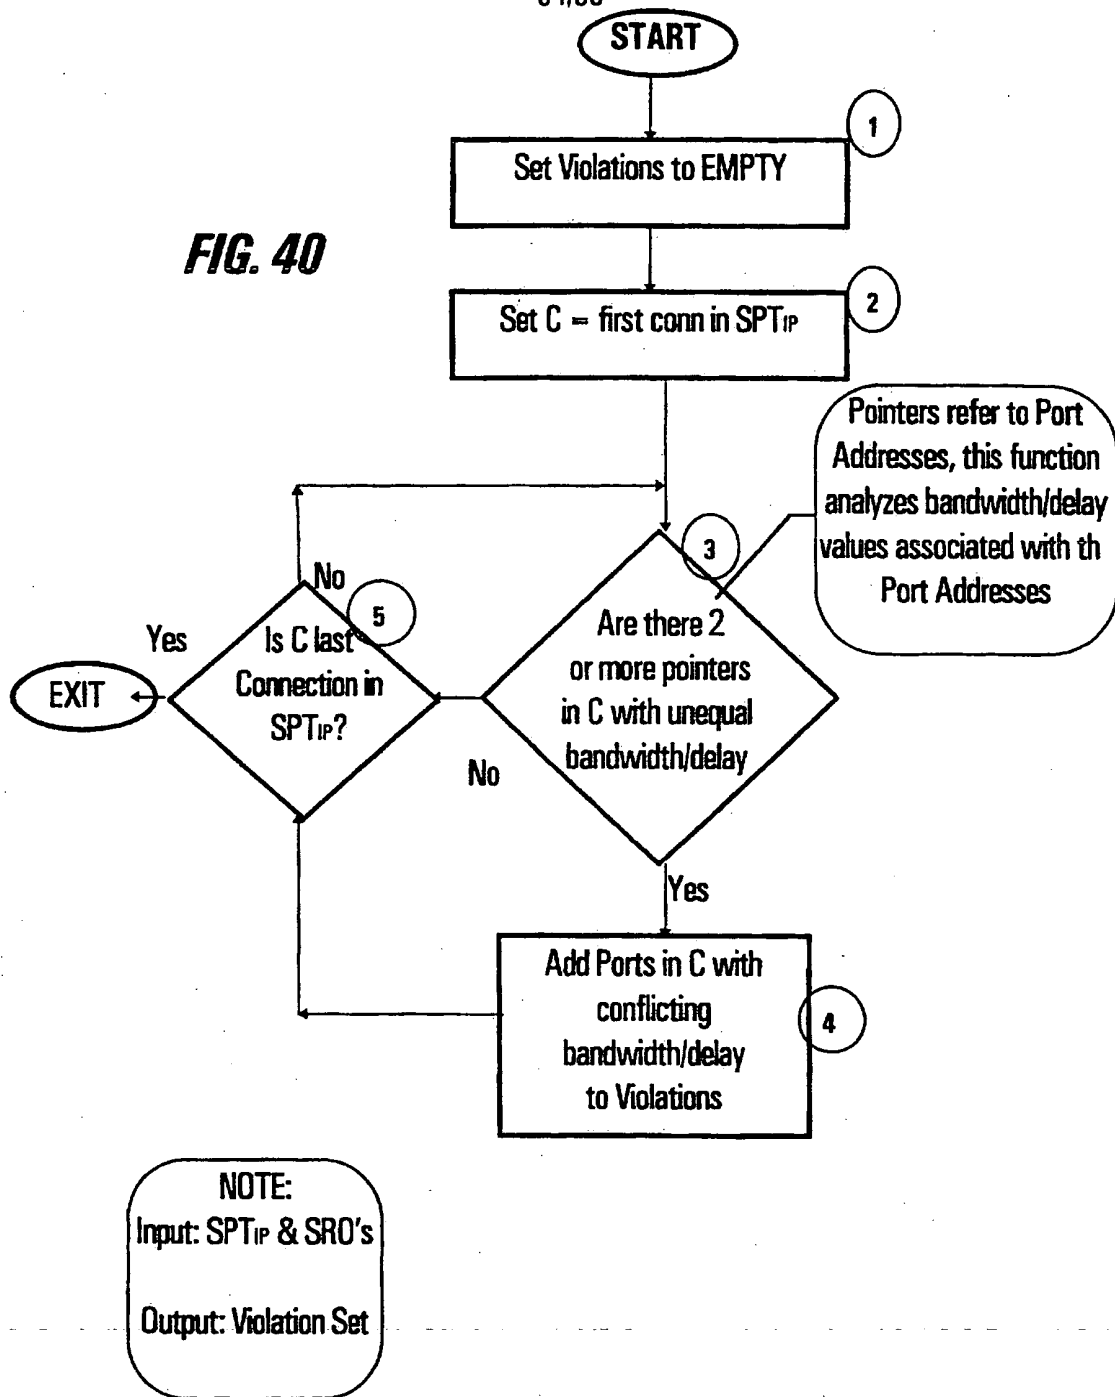 START
1
Set Violations to EMPTY
FIG. 40
2
Set C = first conn in SPTIP
Pointers refer to Port
Addresses, this function
analyzes bandwidth/delay
values associated with th
Port Addresses
3
Are there 2
or more pointers
in C with unequal
bandwidth/delay
No
5
Yes
Is C last
Connection in
SPTIP?
EXIT
No
Yes
Add Ports in C with
conflicting
bandwidth/delay
to Violations
4
NOTE:
Input: SPTIP & SRO's
Output: Violation Set